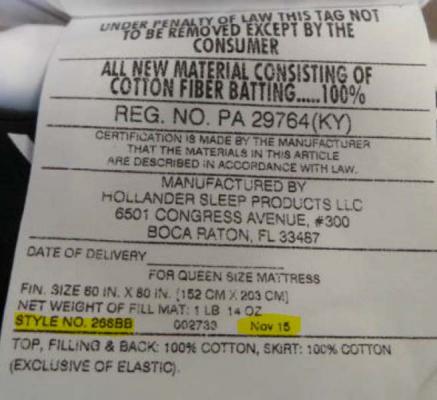 UNDER PENALTY OF LAW THIS TAG NOT
TO BE REMOVED EXCEPT BY THE
CONSUMER
ALL NEW MATERIAL CONSISTING OF
COTTON FIBER BATTING.....100%
REG. NO. PA 29764(KY)
CERTIFICATION IS MADE BY THE MANUFACTURER
THAT THE MATERIALS IN THIS ARTICLE
ARE DESCRIBED IN ACCORDANCE WITH LAW.
MANUFACTURED BY
HOLLANDER SLEEP PRODUCTS LLC
6501 CONGRESS AVENUE, #300
BOCA RATON, FL 33487
DATE OF DELIVERY
FOR QUEEN SIZE MATTRESS
FIN. SIZE 60 IN. X 80 IN. (152 CM X 203 CM)
NET WEIGHT OF FILL MAT: 1 LB 14 OZ
STYLE NO. 268BB 002733 Nov 15
TOP, FILLING & BACK: 100% COTTON, SKIRT: 100% COTTON
(EXCLUSIVE OF ELASTIC).